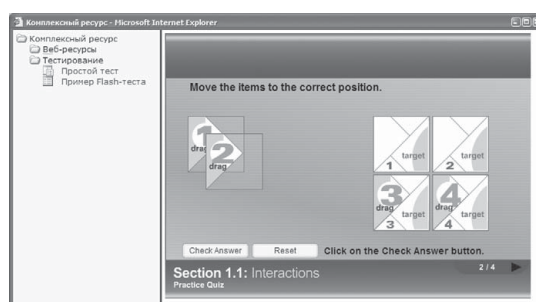 Комплексный ресурс - Microsoft Internet Explorer
Комплексный ресурс
Веб-ресурсы
Тестирование
Простой тест
Пример Flash-теста
Move the items to the correct position.
1
drag
2
drag
1
target
2
target
3
drag
target
3
4
drag
target
4
Check Answer
Reset
Click on the Check Answer button.
Section 1.1: Interactions
Practice Quiz
2 / 4